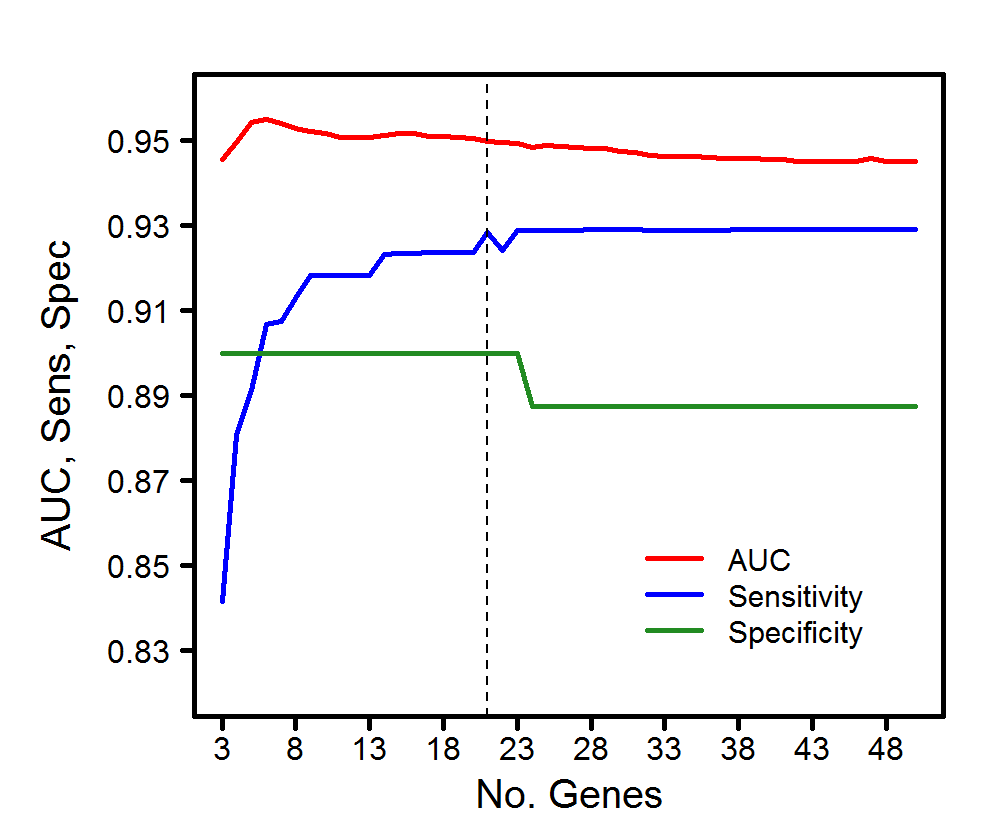 AUC, Sens, Spec
0.95
0.93
0.91
0.89
0.87
0.85
0.83
AUC
Sensitivity
Specificity
3 8 13 18 23 28 33 38 43 48
No. Genes